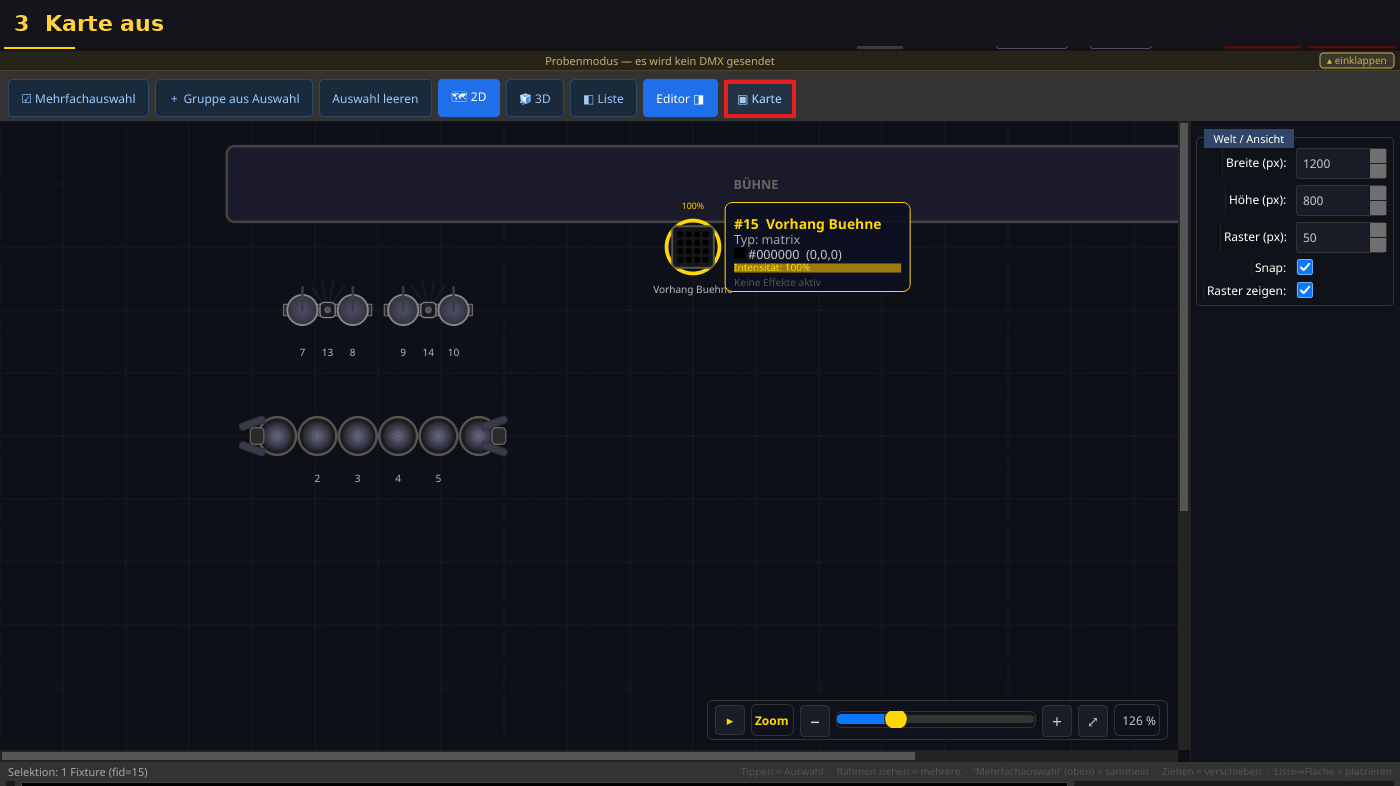 3 Karte aus
Probenmodus — es wird kein DMX gesendet
▴ einklappen
☑ Mehrfachauswahl
+ Gruppe aus Auswahl
Auswahl leeren
2D
3D
◧ Liste
Editor ◨
▣ Karte
Welt / Ansicht
Breite (px): 1200
Höhe (px): 800
Raster (px): 50
Snap:
Raster zeigen:
BÜHNE
100%
#15 Vorhang Buehne
Typ: matrix
#000000 (0,0,0)
Intensität: 100%
Keine Effekte aktiv
Vorhang Buehne
7 13 8 9 14 10
2 3 4 5
▸ Zoom − + ⤢ 126 %
Selektion: 1 Fixture (fid=15)
Tippen = Auswahl · Rahmen ziehen = mehrere · 'Mehrfachauswahl' (oben) = sammeln · Ziehen = verschieben · Liste→Fläche = platzieren